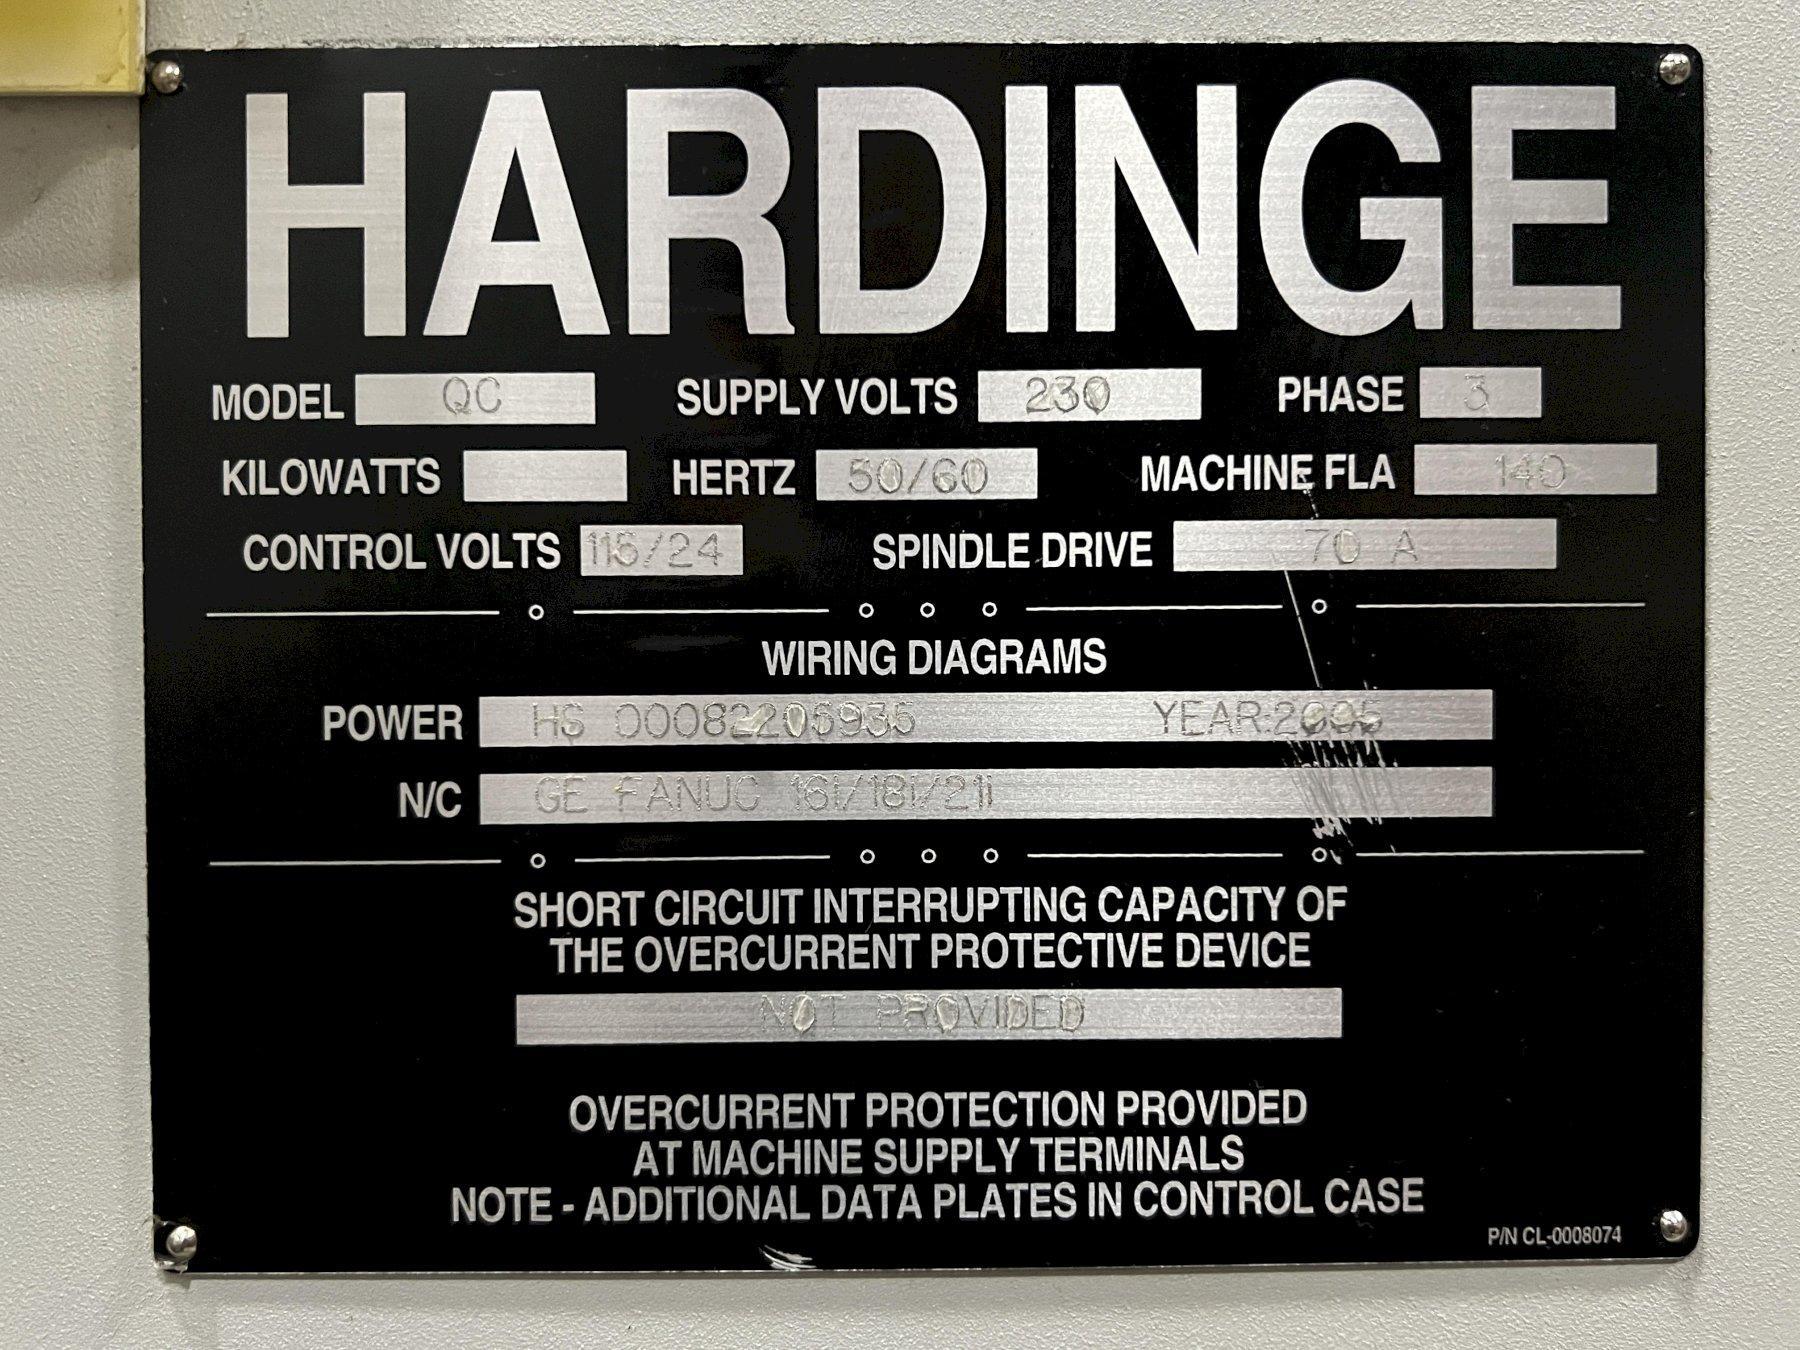 HARDINGE
MODEL QC SUPPLY VOLTS 230 PHASE 3
KILOWATTS HERTZ 50/60 MACHINE FLA 140
CONTROL VOLTS 115/24 SPINDLE DRIVE 70 A
WIRING DIAGRAMS
POWER HS 00082205935 YEAR:2005
N/C GE FANUC 16i/18i/21i
SHORT CIRCUIT INTERRUPTING CAPACITY OF
THE OVERCURRENT PROTECTIVE DEVICE
NOT PROVIDED
OVERCURRENT PROTECTION PROVIDED
AT MACHINE SUPPLY TERMINALS
NOTE - ADDITIONAL DATA PLATES IN CONTROL CASE
P/N CL-0008074